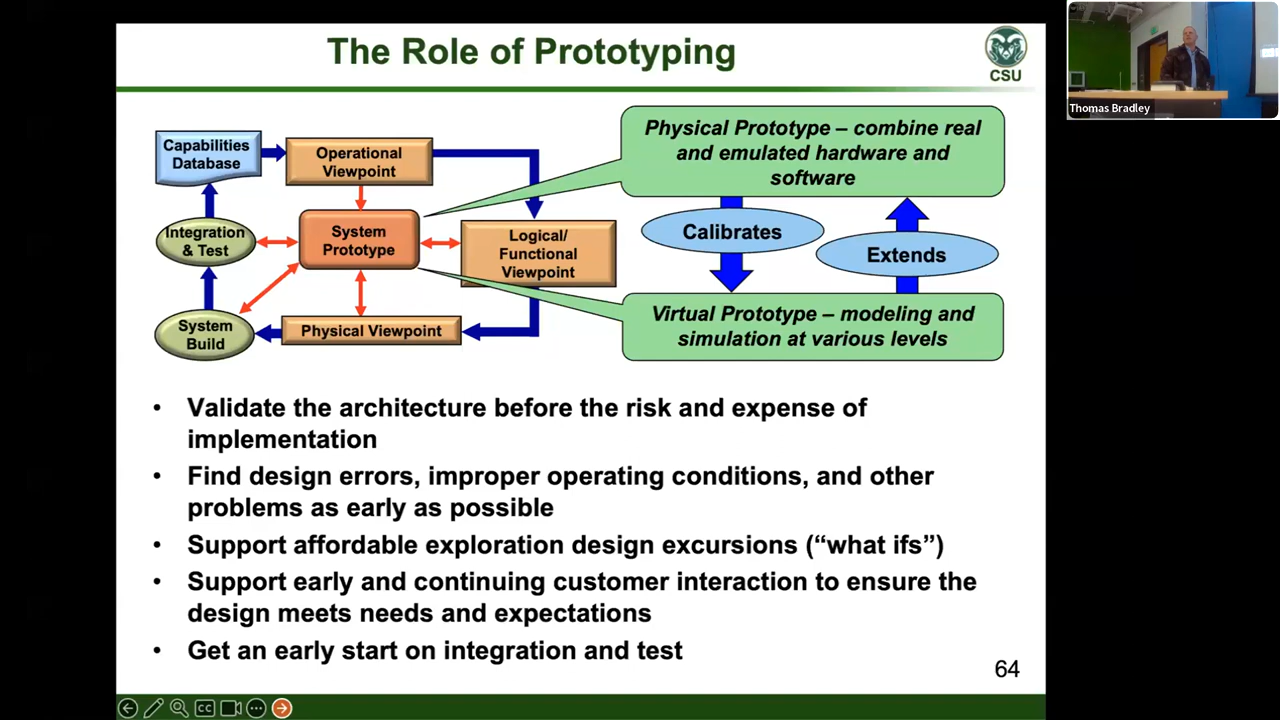 The Role of Prototyping
CSU
Thomas Bradley
Capabilities
Database
Operational
Viewpoint
Integration
& Test
System
Prototype
Logical/
Functional
Viewpoint
System
Build
Physical Viewpoint
Physical Prototype – combine real
and emulated hardware and
software
Calibrates
Extends
Virtual Prototype – modeling and
simulation at various levels
• Validate the architecture before the risk and expense of
implementation
• Find design errors, improper operating conditions, and other
problems as early as possible
• Support affordable exploration design excursions (“what ifs”)
• Support early and continuing customer interaction to ensure the
design meets needs and expectations
• Get an early start on integration and test
64
CC